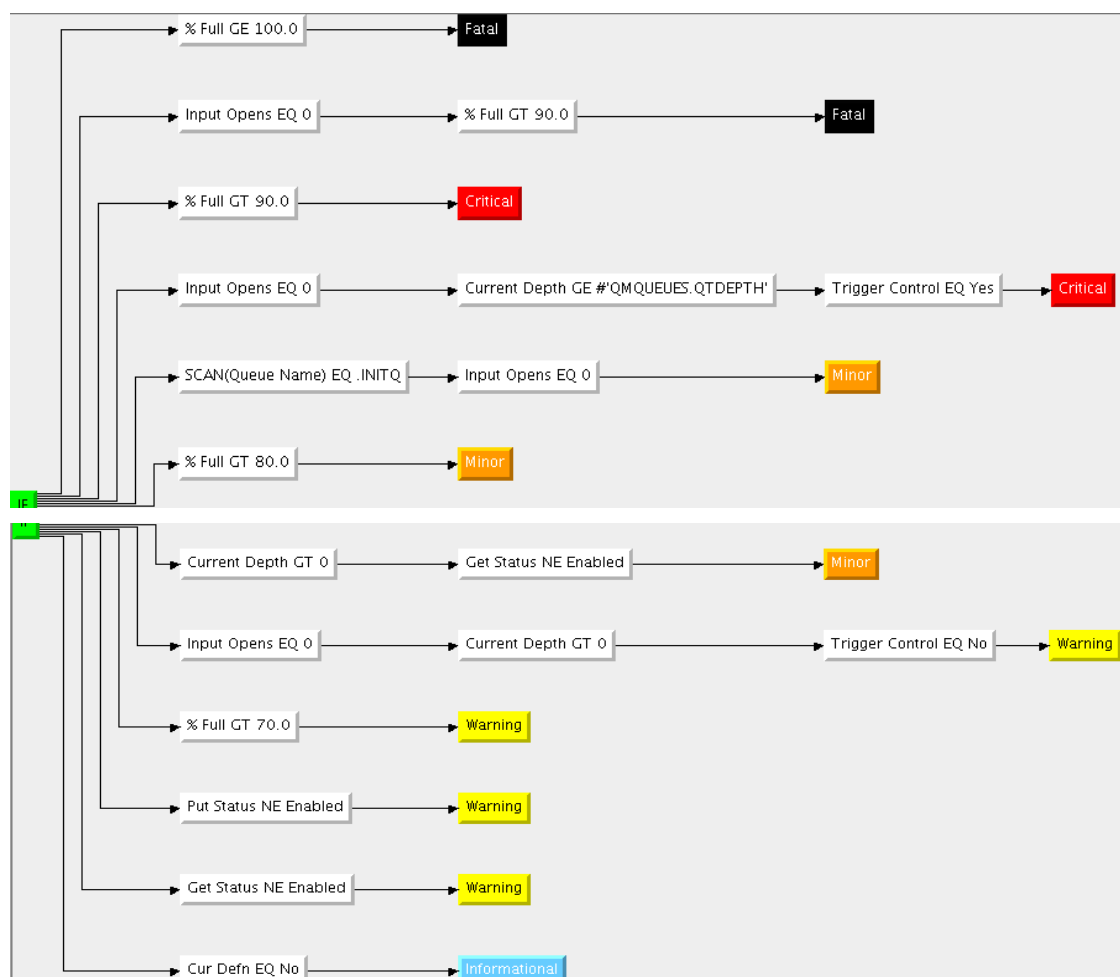 % Full GE 100.0 Fatal
Input Opens EQ 0 % Full GT 90.0 Fatal
% Full GT 90.0 Critical
Input Opens EQ 0 Current Depth GE #'QMQUEUES.QTDEPTH' Trigger Control EQ Yes Critical
SCAN(Queue Name) EQ .INITQ Input Opens EQ 0 Minor
% Full GT 80.0 Minor
IF
Current Depth GT 0 Get Status NE Enabled Minor
Input Opens EQ 0 Current Depth GT 0 Trigger Control EQ No Warning
% Full GT 70.0 Warning
Put Status NE Enabled Warning
Get Status NE Enabled Warning
Cur Defn EQ No Informational